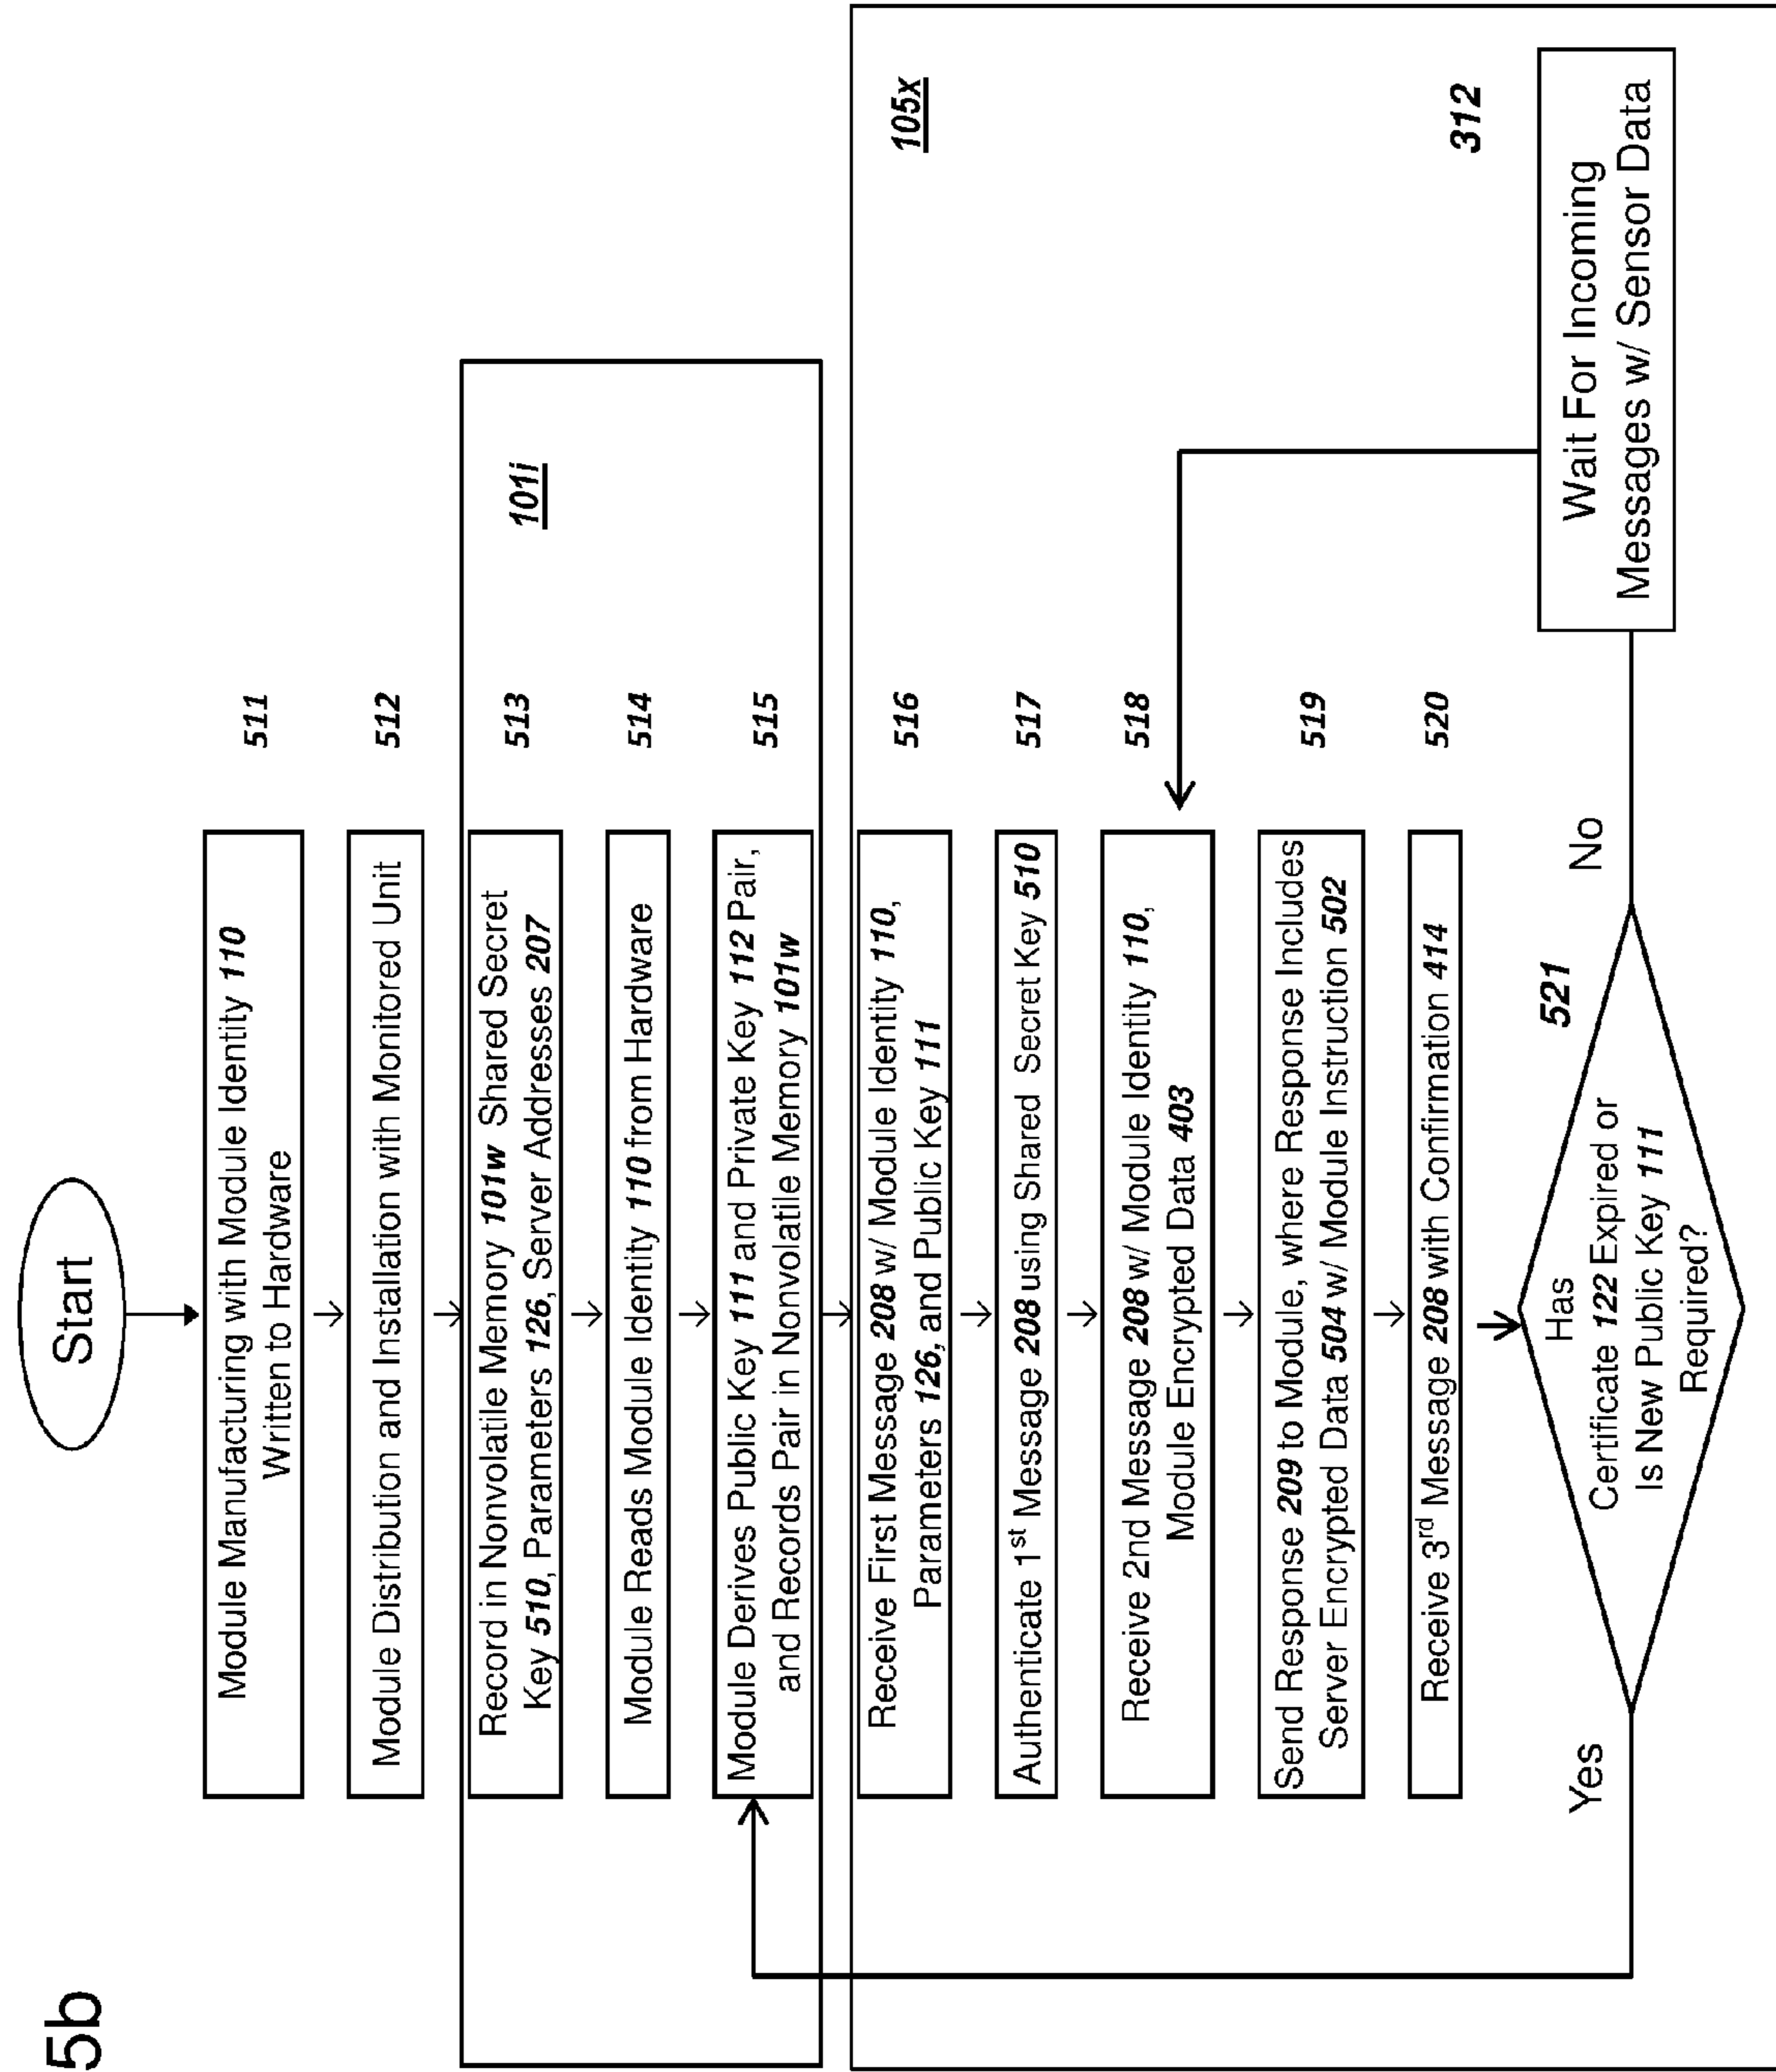 5b
Start
Module Manufacturing with Module Identity 110
Written to Hardware
511
Module Distribution and Installation with Monitored Unit
512
101i
Record in Nonvolatile Memory 101w Shared Secret
Key 510, Parameters 126, Server Addresses 207
513
Module Reads Module Identity 110 from Hardware
514
Module Derives Public Key 111 and Private Key 112 Pair,
and Records Pair in Nonvolatile Memory 101w
515
105x
Receive First Message 208 w/ Module Identity 110,
Parameters 126, and Public Key 111
516
Authenticate 1st Message 208 using Shared Secret Key 510
517
Receive 2nd Message 208 w/ Module Identity 110,
Module Encrypted Data 403
518
Send Response 209 to Module, where Response Includes
Server Encrypted Data 504 w/ Module Instruction 502
519
Receive 3rd Message 208 with Confirmation 414
520
521
Has
Certificate 122 Expired or
Is New Public Key 111
Required?
Yes
No
312
Wait For Incoming
Messages w/ Sensor Data